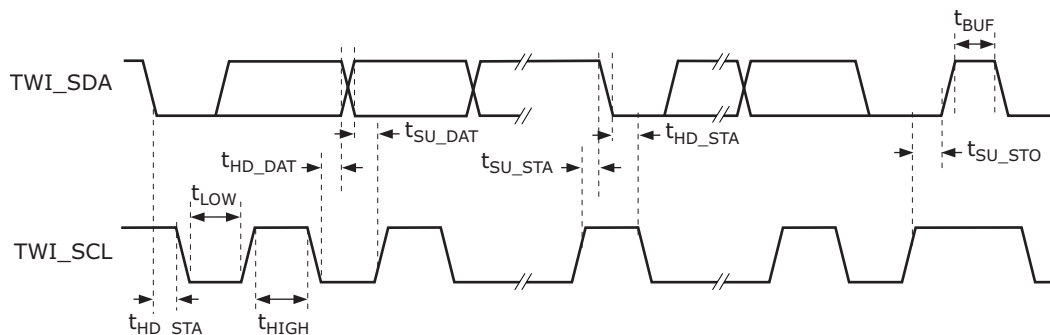 tBUF
TWI_SDA
tSU_DAT
tHD_STA
tHD_DAT
tSU_STA
tSU_STO
tLOW
TWI_SCL
tHD_STA
tHIGH